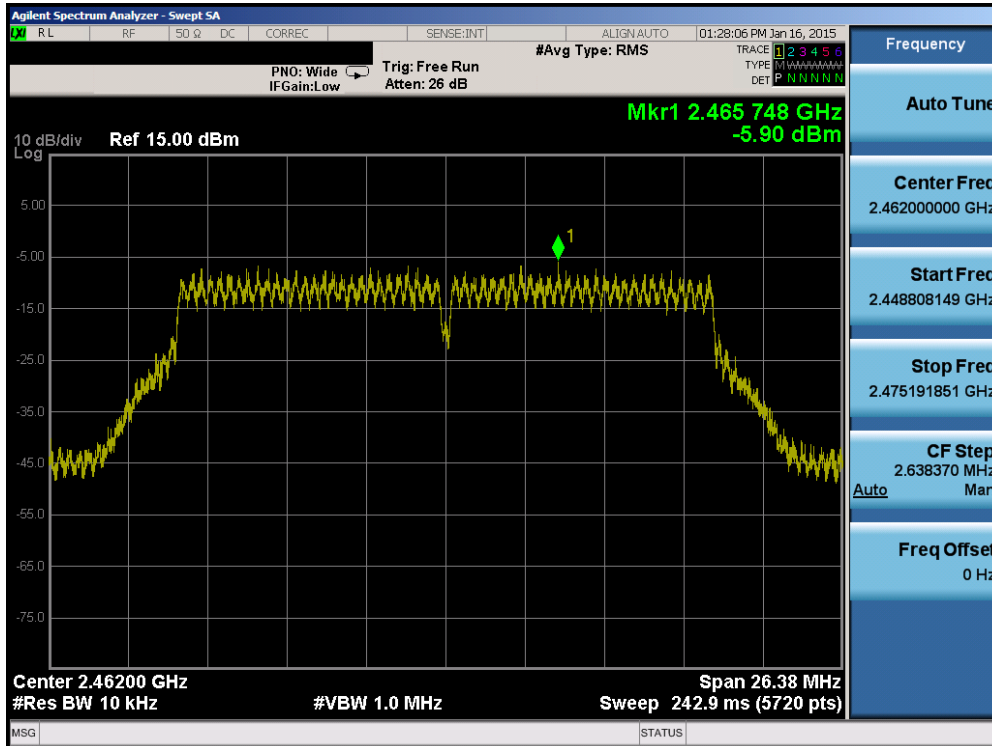 Agilent Spectrum Analyzer - Swept SA
LXI RL RF 50 Ω DC CORREC SENSE:INT ALIGN AUTO 01:28:06 PM Jan 16, 2015
Frequency
#Avg Type: RMS
TRACE 1 2 3 4 5 6
PNO: Wide Trig: Free Run
TYPE M WWWWW
IFGain:Low Atten: 26 dB
DET P N N N N N
Auto Tune
Mkr1 2.465 748 GHz
-5.90 dBm
10 dB/div Ref 15.00 dBm
Log
Center Freq
2.462000000 GHz
5.00
-5.00
1
Start Freq
2.448808149 GHz
-15.0
-25.0
Stop Freq
2.475191851 GHz
-35.0
-45.0
CF Step
2.638370 MHz
Auto Man
-55.0
Freq Offset
0 Hz
-65.0
-75.0
Center 2.46200 GHz Span 26.38 MHz
#Res BW 10 kHz #VBW 1.0 MHz Sweep 242.9 ms (5720 pts)
MSG STATUS